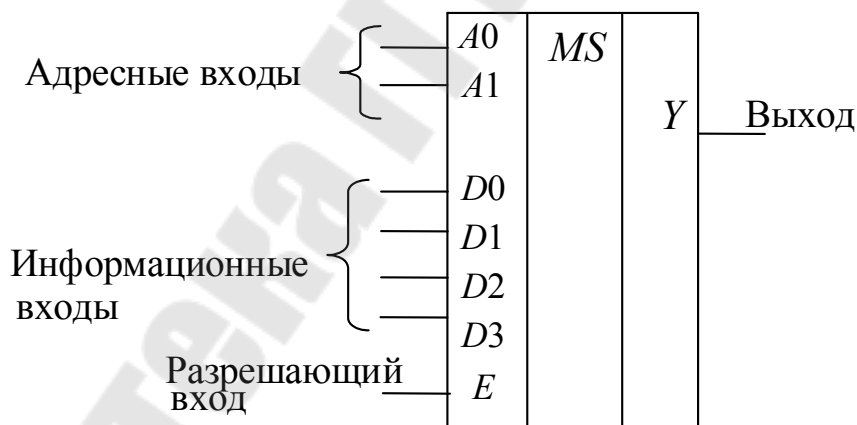 Адресные входы
A0
A1
MS
Y
Выход
Информационные
входы
D0
D1
D2
D3
Разрешающий
вход
E